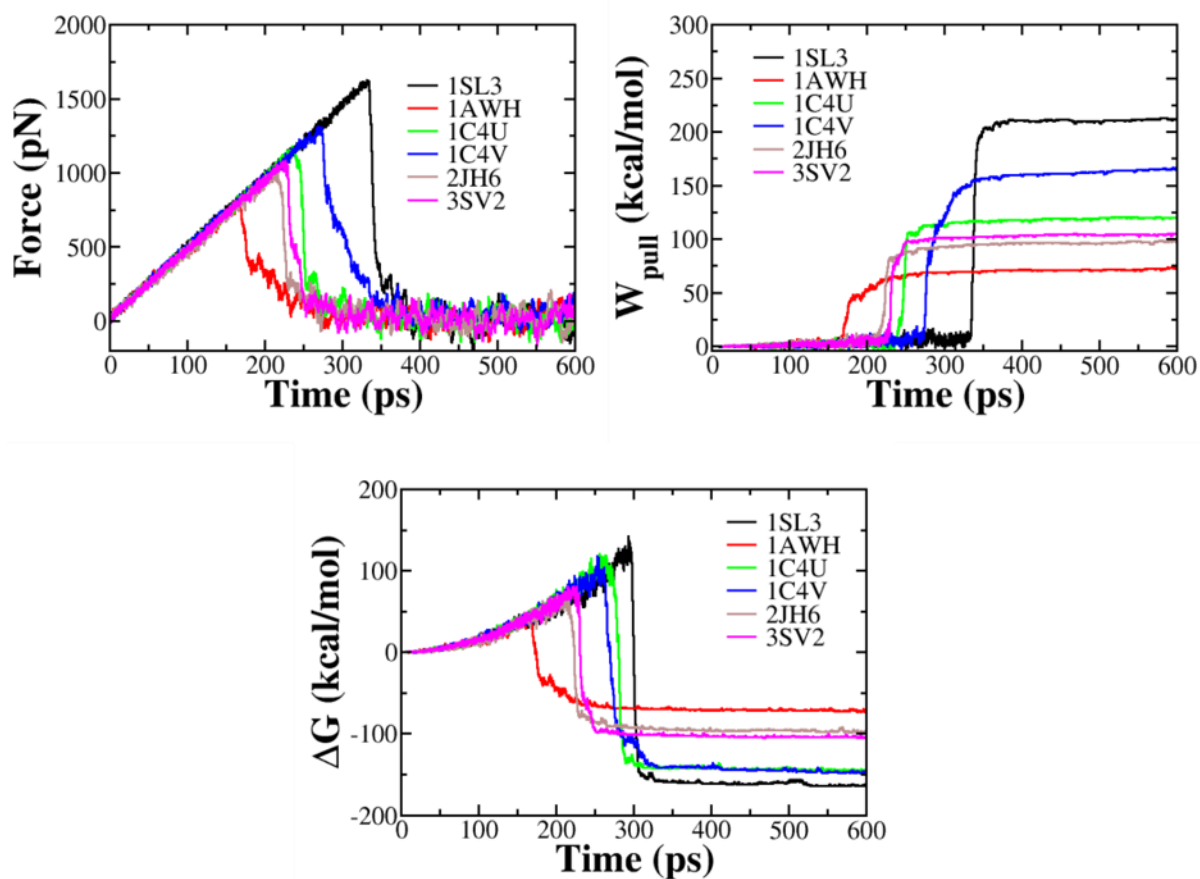 2000
1500
1000
500
0
Force (pN)
1SL3
1AWH
1C4U
1C4V
2JH6
3SV2
0 100 200 300 400 500 600
Time (ps)
300
250
200
150
100
50
0
W_pull (kcal/mol)
1SL3
1AWH
1C4U
1C4V
2JH6
3SV2
0 100 200 300 400 500 600
Time (ps)
200
100
0
-100
-200
ΔG (kcal/mol)
1SL3
1AWH
1C4U
1C4V
2JH6
3SV2
0 100 200 300 400 500 600
Time (ps)